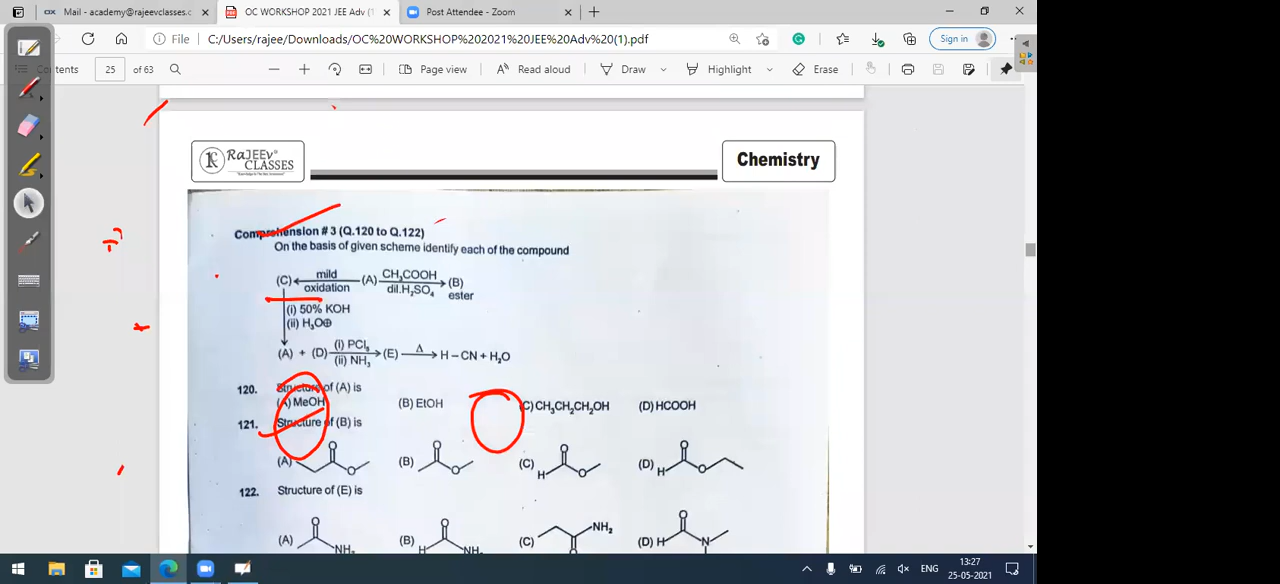 Mail - academy@rajeevclasses.c
OC WORKSHOP 2021 JEE Adv (1).p
Post Attendee - Zoom
File
C:/Users/rajee/Downloads/OC%20WORKSHOP%202021%20JEE%20Adv%20(1).pdf
Sign in
Contents
25 of 63
Page view
Read aloud
Draw
Highlight
Erase
RAJEEV CLASSES
Chemistry
Comprehension # 3 (Q.120 to Q.122)
On the basis of given scheme identify each of the compound
(C) ← mild oxidation (A) CH₃COOH dil.H₂SO₄ → (B) ester
(i) 50% KOH
(ii) H₃O⊕
(A) + (D) (i) PCl₅ (ii) NH₃ → (E) Δ → H – CN + H₂O
120. Structure of (A) is
(A) MeOH (B) EtOH (C) CH₃CH₂CH₂OH (D) HCOOH
121. Structure of (B) is
(A) O O (B) O O (C) H O O (D) H O O
122. Structure of (E) is
(A) O NH₂ (B) O H NH₂ (C) NH₂ O (D) O H N
ENG
13:27
25-05-2021